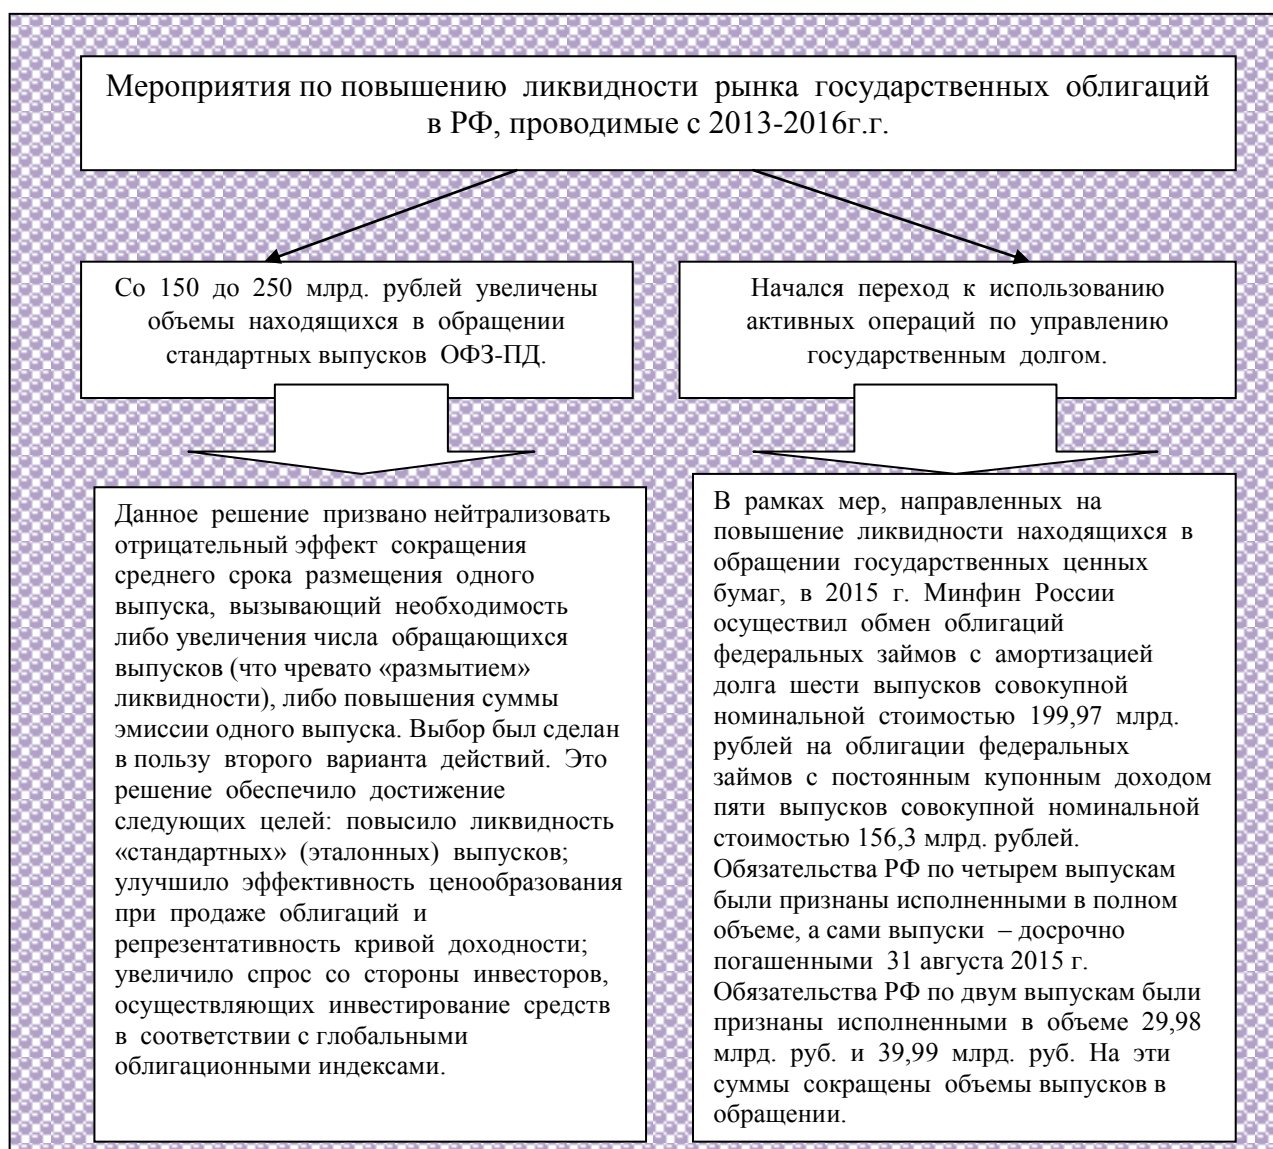 Мероприятия по повышению ликвидности рынка государственных облигаций
в РФ, проводимые с 2013-2016г.г.
Со 150 до 250 млрд. рублей увеличены
объемы находящихся в обращении
стандартных выпусков ОФЗ-ПД.
Начался переход к использованию
активных операций по управлению
государственным долгом.
Данное решение призвано нейтрализовать
отрицательный эффект сокращения
среднего срока размещения одного
выпуска, вызывающий необходимость
либо увеличения числа обращающихся
выпусков (что чревато «размытием»
ликвидности), либо повышения суммы
эмиссии одного выпуска. Выбор был сделан
в пользу второго варианта действий. Это
решение обеспечило достижение
следующих целей: повысило ликвидность
«стандартных» (эталонных) выпусков;
улучшило эффективность ценообразования
при продаже облигаций и
репрезентативность кривой доходности;
увеличило спрос со стороны инвесторов,
осуществляющих инвестирование средств
в соответствии с глобальными
облигационными индексами.
В рамках мер, направленных на
повышение ликвидности находящихся в
обращении государственных ценных
бумаг, в 2015 г. Минфин России
осуществил обмен облигаций
федеральных займов с амортизацией
долга шести выпусков совокупной
номинальной стоимостью 199,97 млрд.
рублей на облигации федеральных
займов с постоянным купонным доходом
пяти выпусков совокупной номинальной
стоимостью 156,3 млрд. рублей.
Обязательства РФ по четырем выпускам
были признаны исполненными в полном
объеме, а сами выпуски – досрочно
погашенными 31 августа 2015 г.
Обязательства РФ по двум выпускам были
признаны исполненными в объеме 29,98
млрд. руб. и 39,99 млрд. руб. На эти
суммы сокращены объемы выпусков в
обращении.